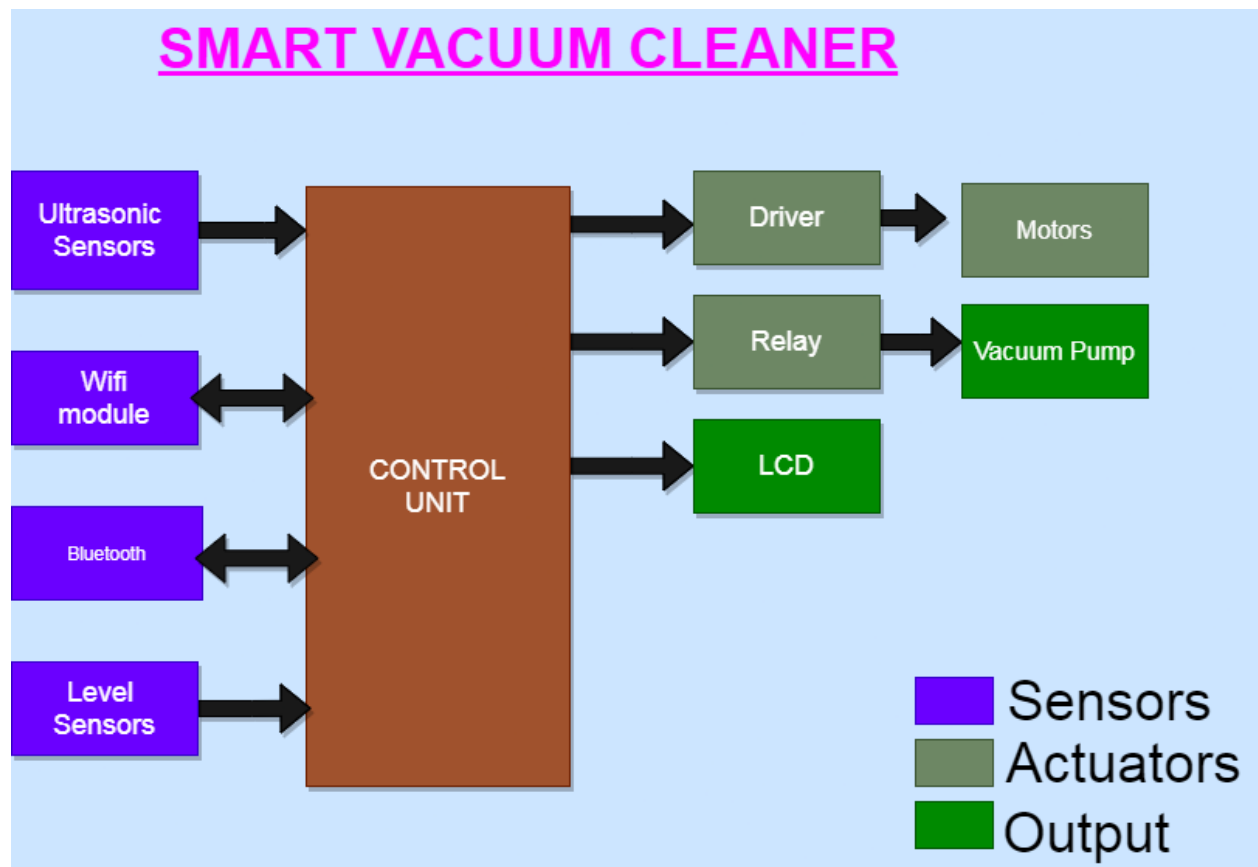 SMART VACUUM CLEANER
Ultrasonic
Sensors
Wifi
module
Bluetooth
Level
Sensors
CONTROL
UNIT
Driver
Motors
Relay
Vacuum Pump
LCD
Sensors
Actuators
Output